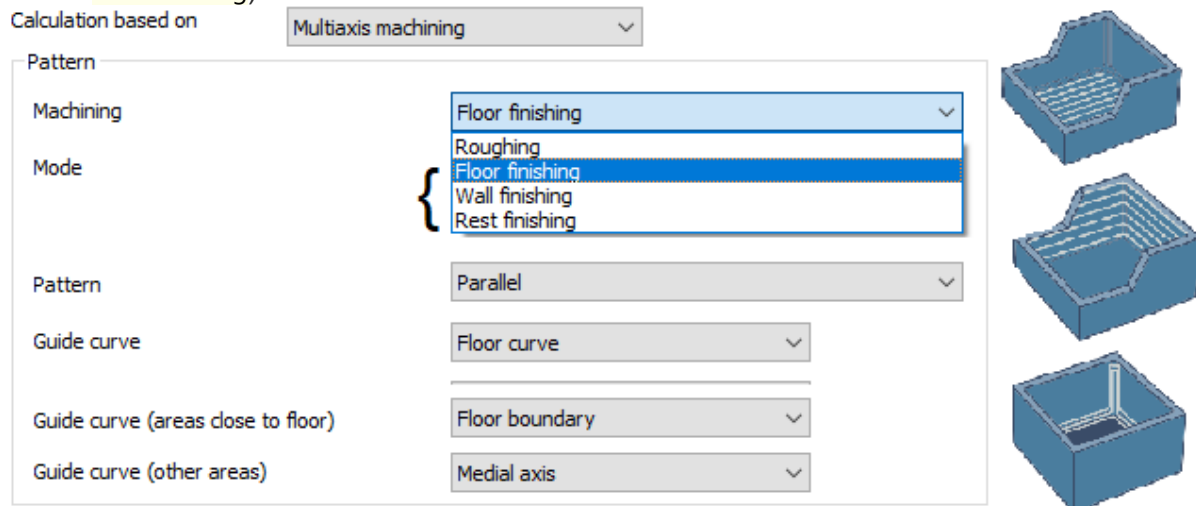 Calculation based on Multiaxis machining
Pattern
Machining Floor finishing
Roughing
Mode Floor finishing
{ Wall finishing
Rest finishing
Pattern Parallel
Guide curve Floor curve
Guide curve (areas close to floor) Floor boundary
Guide curve (other areas) Medial axis